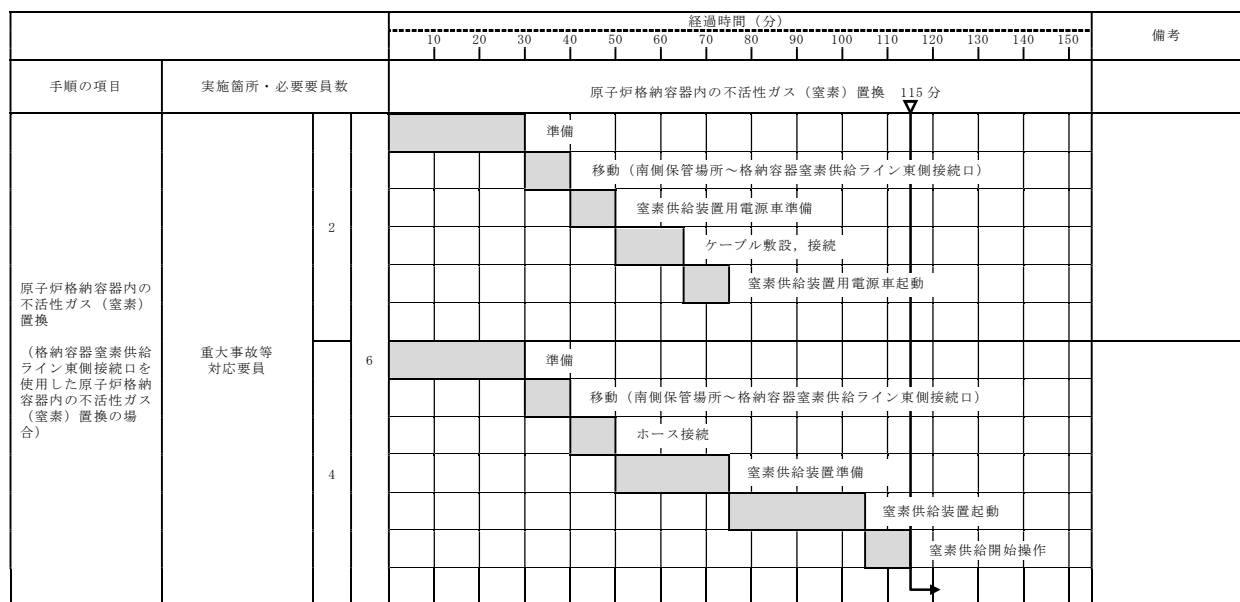 経過時間（分）
備考
10 20 30 40 50 60 70 80 90 100 110 120 130 140 150
手順の項目
実施箇所・必要要員数
原子炉格納容器内の不活性ガス（窒素）置換 115分
準備
移動（南側保管場所～格納容器窒素供給ライン東側接続口）
窒素供給装置用電源車準備
2
ケーブル敷設，接続
窒素供給装置用電源車起動
原子炉格納容器内の
不活性ガス（窒素）
置換
（格納容器窒素供給
ライン東側接続口を
使用した原子炉格納
容器内の不活性ガス
（窒素）置換の場
合）
重大事故等
対応要員
6
準備
移動（南側保管場所～格納容器窒素供給ライン東側接続口）
ホース接続
4
窒素供給装置準備
窒素供給装置起動
窒素供給開始操作